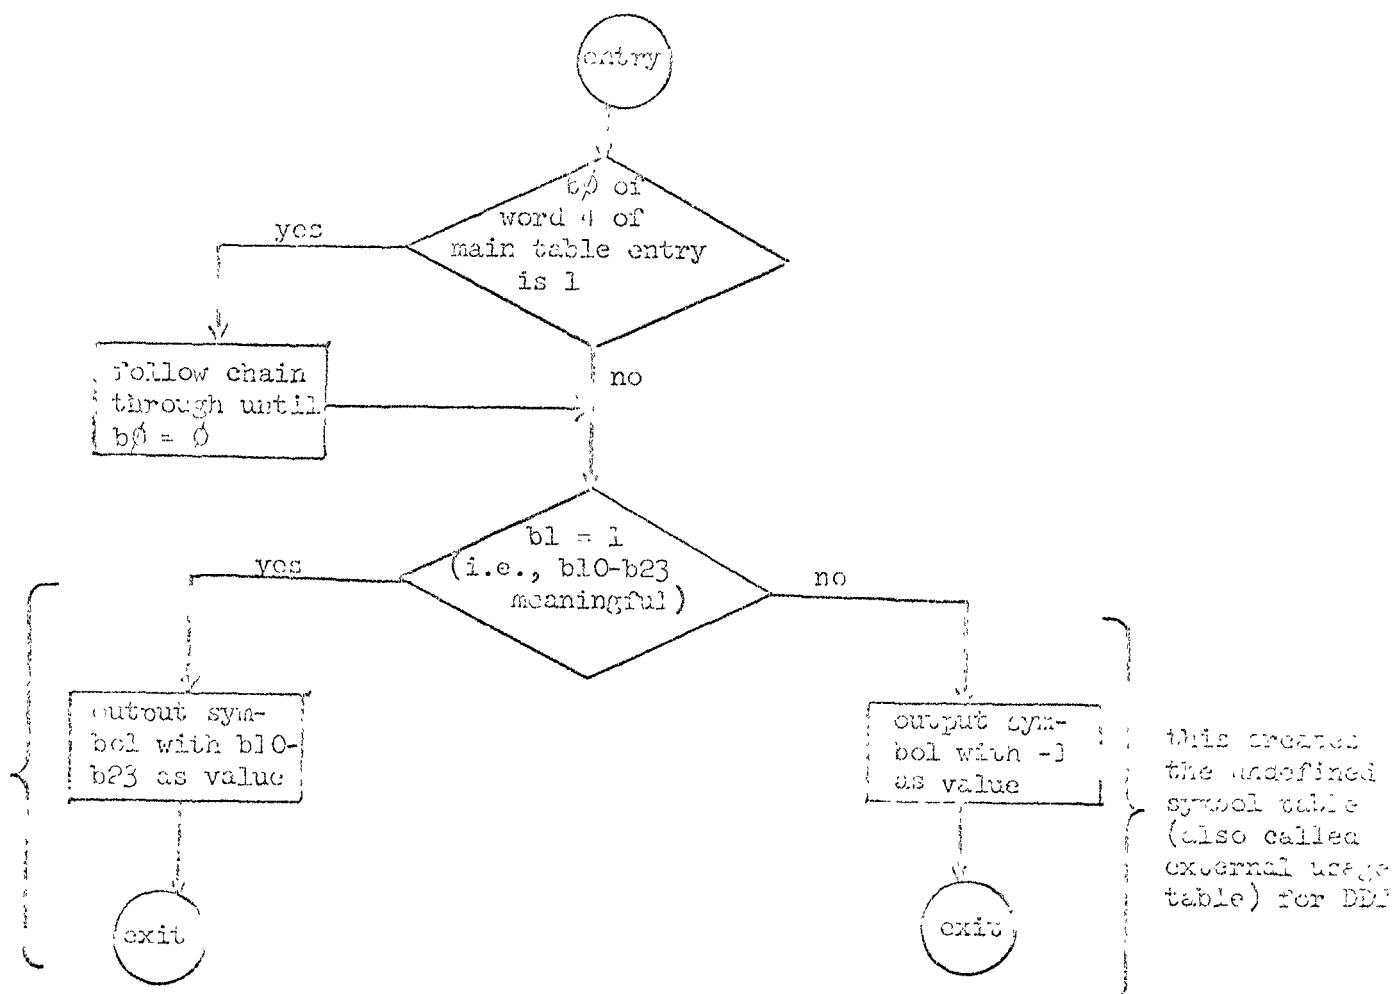 entry
bØ of
word 4 of
main table entry
is 1
yes
follow chain
through until
bØ = Ø
no
b1 = 1
(i.e., b10-b23
meaningful)
yes
no
output sym-
bol with b10-
b23 as value
output sym-
bol with -1
as value
this creates
the undefined
symbol table
(also called
external usage
table) for
exit
exit